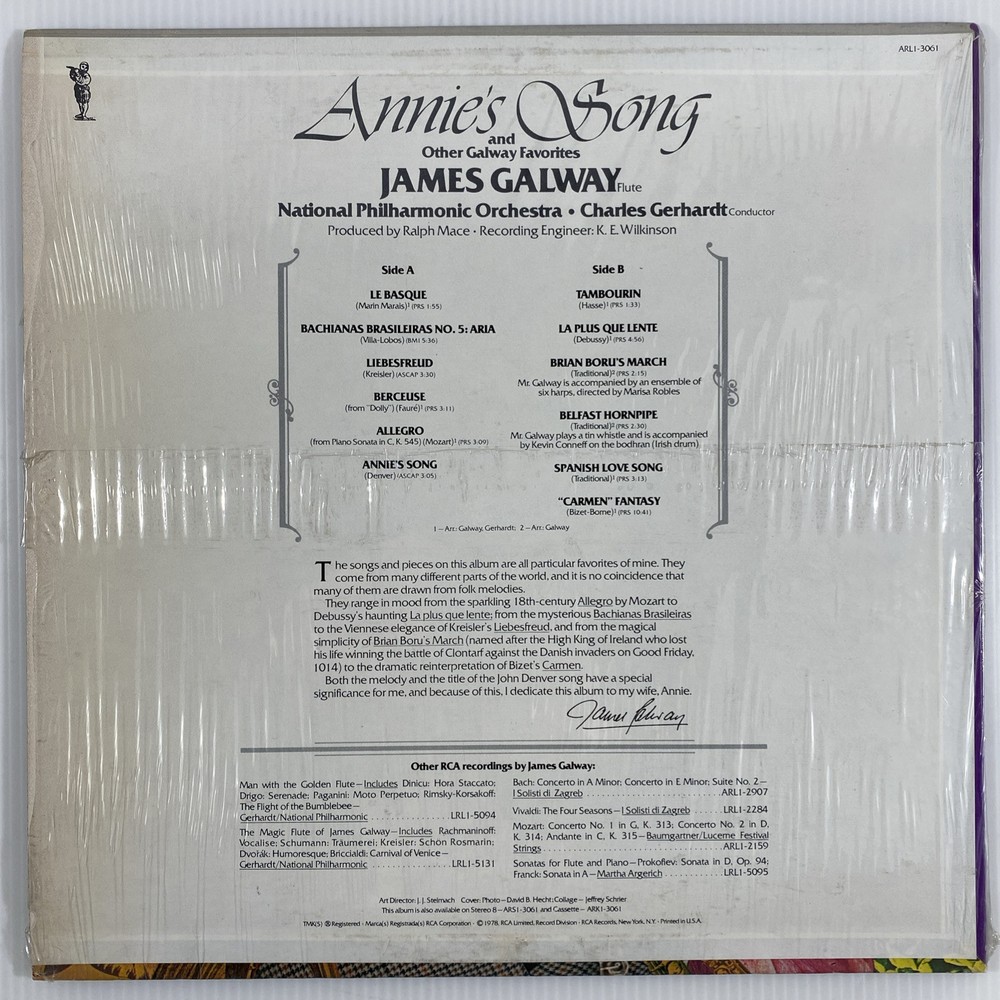 ARL1-3061
Annie's Song
and
Other Galway Favorites
JAMES GALWAY Flute
National Philharmonic Orchestra • Charles Gerhardt Conductor
Produced by Ralph Mace • Recording Engineer: K. E. Wilkinson
Side A
LE BASQUE
(Marin Marais)¹ (PRS 1:55)
BACHIANAS BRASILEIRAS NO. 5: ARIA
(Villa-Lobos) (BMI 5:36)
LIEBESFREUD
(Kreisler) (ASCAP 3:30)
BERCEUSE
(from "Dolly") (Fauré)¹ (PRS 3:11)
ALLEGRO
(from Piano Sonata in C, K. 545) (Mozart)¹ (PRS 3:09)
ANNIE'S SONG
(Denver) (ASCAP 3:05)
Side B
TAMBOURIN
(Hasse)¹ (PRS 1:33)
LA PLUS QUE LENTE
(Debussy)¹ (PRS 4:56)
BRIAN BORU'S MARCH
(Traditional)² (PRS 2:15)
Mr. Galway is accompanied by an ensemble of
six harps, directed by Marisa Robles
BELFAST HORNPIPE
(Traditional)² (PRS 2:30)
Mr. Galway plays a tin whistle and is accompanied
by Kevin Conneff on the bodhran (Irish drum)
SPANISH LOVE SONG
(Traditional)¹ (PRS 3:13)
"CARMEN" FANTASY
(Bizet-Borne)¹ (PRS 10:41)
1 – Arr.: Galway, Gerhardt; 2 – Arr.: Galway
The songs and pieces on this album are all particular favorites of mine. They
come from many different parts of the world, and it is no coincidence that
many of them are drawn from folk melodies.
They range in mood from the sparkling 18th-century Allegro by Mozart to
Debussy's haunting La plus que lente; from the mysterious Bachianas Brasileiras
to the Viennese elegance of Kreisler's Liebesfreud, and from the magical
simplicity of Brian Boru's March (named after the High King of Ireland who lost
his life winning the battle of Clontarf against the Danish invaders on Good Friday,
1014) to the dramatic reinterpretation of Bizet's Carmen.
Both the melody and the title of the John Denver song have a special
significance for me, and because of this, I dedicate this album to my wife, Annie.
James Galway
Other RCA recordings by James Galway:
Man with the Golden Flute—Includes Dinicu: Hora Staccato;
Drigo: Serenade; Paganini: Moto Perpetuo; Rimsky-Korsakoff:
The Flight of the Bumblebee—
Gerhardt/National Philharmonic ................ LRL1-5094
The Magic Flute of James Galway—Includes Rachmaninoff:
Vocalise; Schumann: Träumerei; Kreisler: Schön Rosmarin;
Dvořák: Humoresque; Briccialdi: Carnival of Venice—
Gerhardt/National Philharmonic ................ LRL1-5131
Bach: Concerto in A Minor; Concerto in E Minor; Suite No. 2—
I Solisti di Zagreb ............................ ARL1-2907
Vivaldi: The Four Seasons—I Solisti di Zagreb ...... LRL1-2284
Mozart: Concerto No. 1 in G, K. 313; Concerto No. 2 in D,
K. 314; Andante in C, K. 315—Baumgartner/Lucerne Festival
Strings ............................ ARL1-2159
Sonatas for Flute and Piano—Prokofiev: Sonata in D, Op. 94;
Franck: Sonata in A—Martha Argerich ............ LRL1-5095
Art Director: J. J. Stelmach Cover: Photo—David B. Hecht; Collage—Jeffrey Schrier
This album is also available on Stereo 8—ARS1-3061 and Cassette—ARK1-3061
TMK(S) ® Registered • Marca(s) Registrada(s) RCA Corporation • © 1978, RCA Limited, Record Division • RCA Records, New York, N.Y. • Printed in U.S.A.